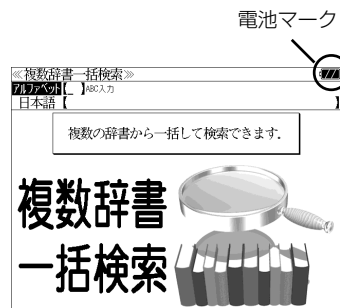 電池マーク
≪複数辞書一括検索≫
アルファベット【_ 】ABC入力
日本語【 】
複数の辞書から一括して検索できます.
複数辞書
一括検索